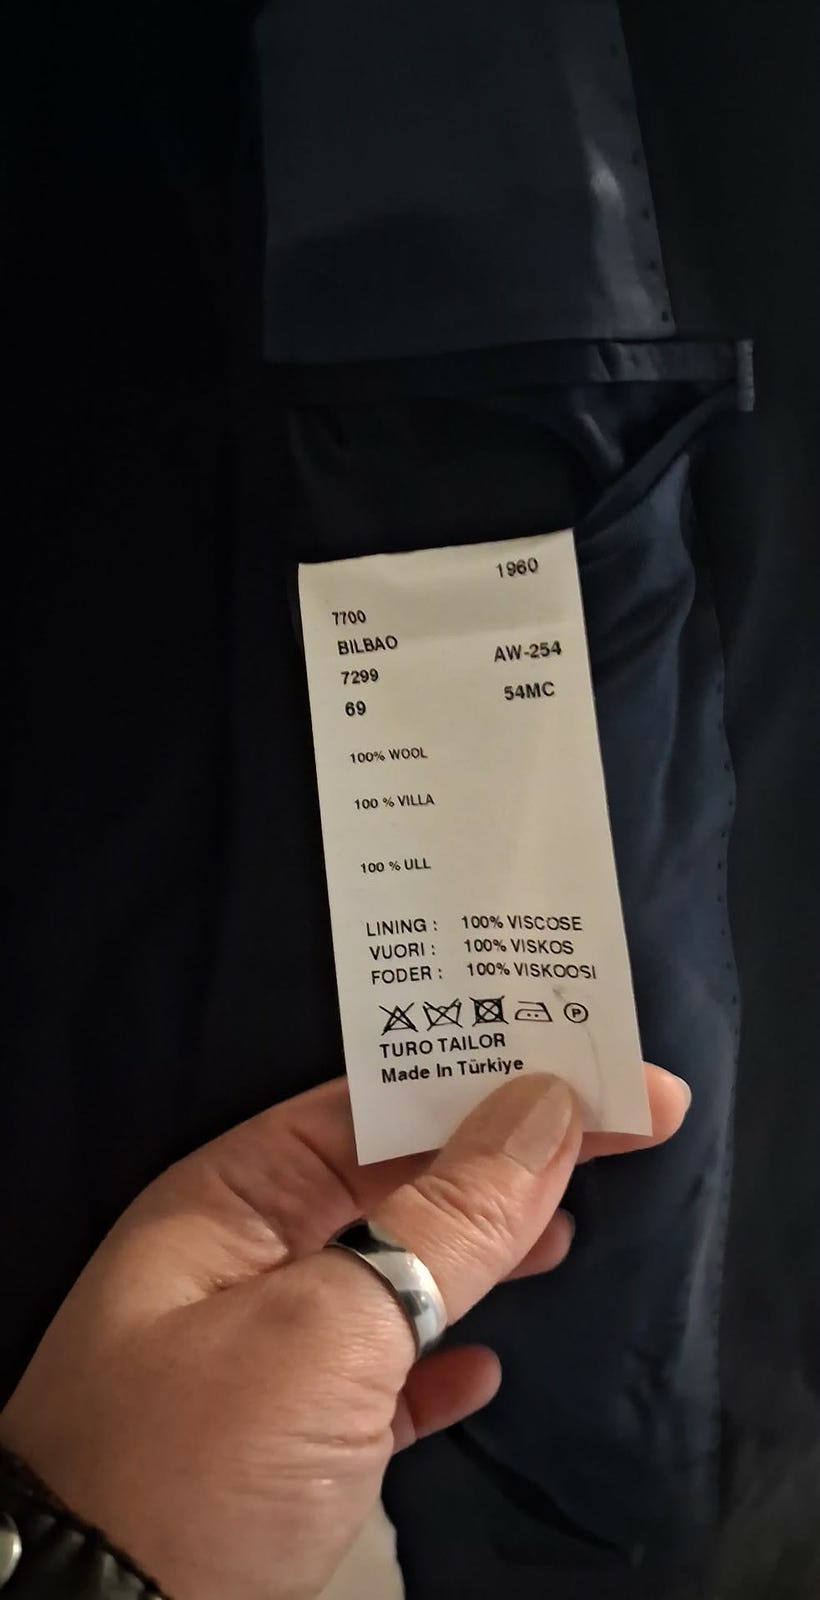 1960
7700
BILBAO
7299 AW-254
69 54MC
100% WOOL
100 % VILLA
100 % ULL
LINING : 100% VISCOSE
VUORI : 100% VISKOS
FODER : 100% VISKOOSI
P
TURO TAILOR
Made In Türkiye